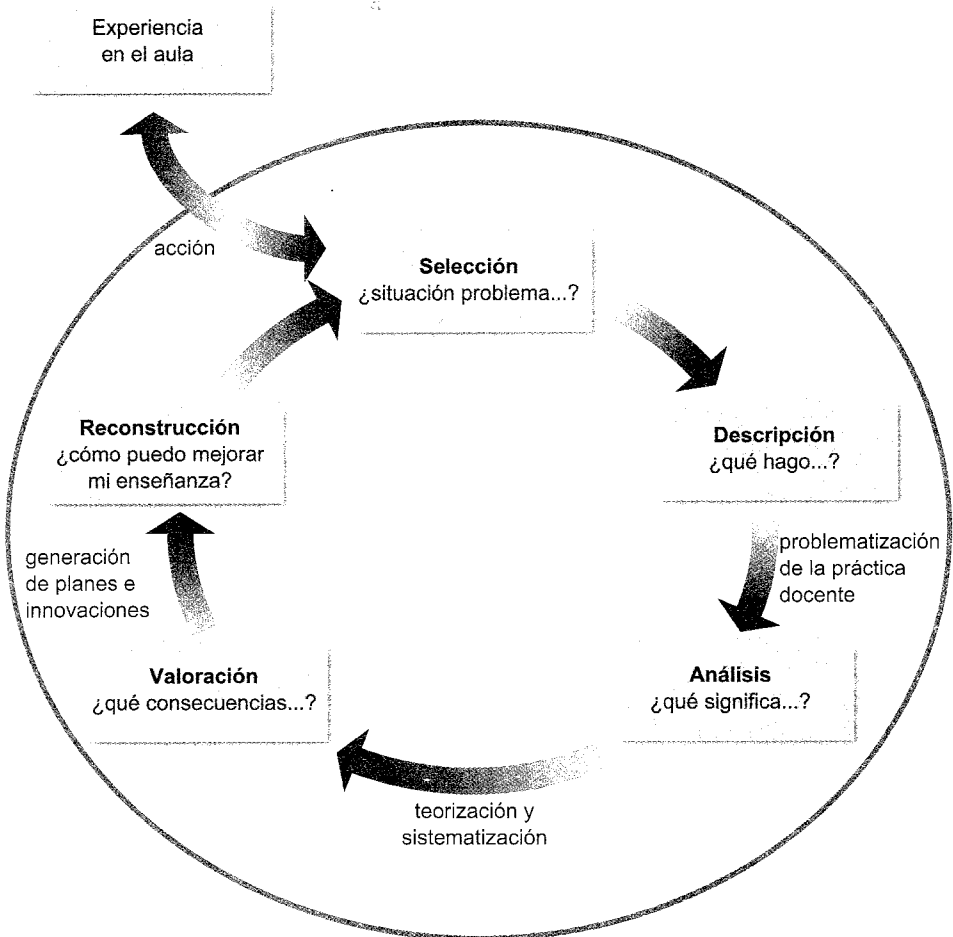 Experiencia
en el aula
acción
Selección
¿situación problema...?
Descripción
¿qué hago...?
problematización
de la práctica
docente
Análisis
¿qué significa...?
teorización y
sistematización
Valoración
¿qué consecuencias...?
generación
de planes e
innovaciones
Reconstrucción
¿cómo puedo mejorar
mi enseñanza?